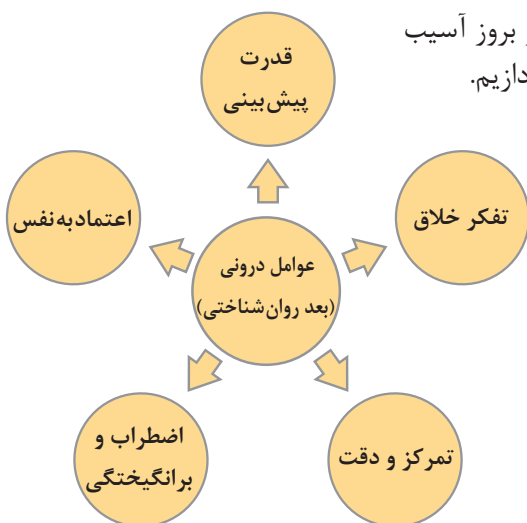 بروز آسیب
دازیم.
قدرت
پیش‌بینی
تفکر خلاق
اعتمادبه‌نفس
عوامل درونی
(بعد روان‌شناختی)
تمرکز و دقت
اضطراب و
برانگیختگی